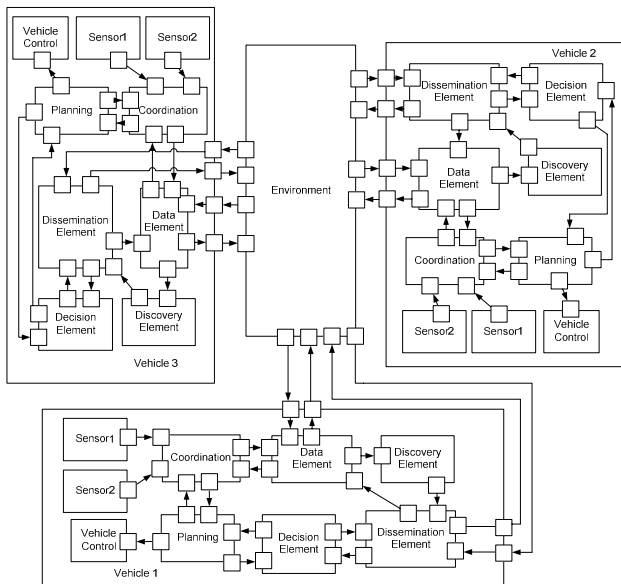 Vehicle
Control
Sensor1
Sensor2
Planning
Coordination
Dissemination
Element
Data
Element
Decision
Element
Discovery
Element
Vehicle 3
Environment
Vehicle 2
Dissemination
Element
Decision
Element
Data
Element
Discovery
Element
Coordination
Planning
Sensor2
Sensor1
Vehicle
Control
Sensor1
Coordination
Data
Element
Discovery
Element
Sensor2
Vehicle
Control
Planning
Decision
Element
Dissemination
Element
Vehicle 1